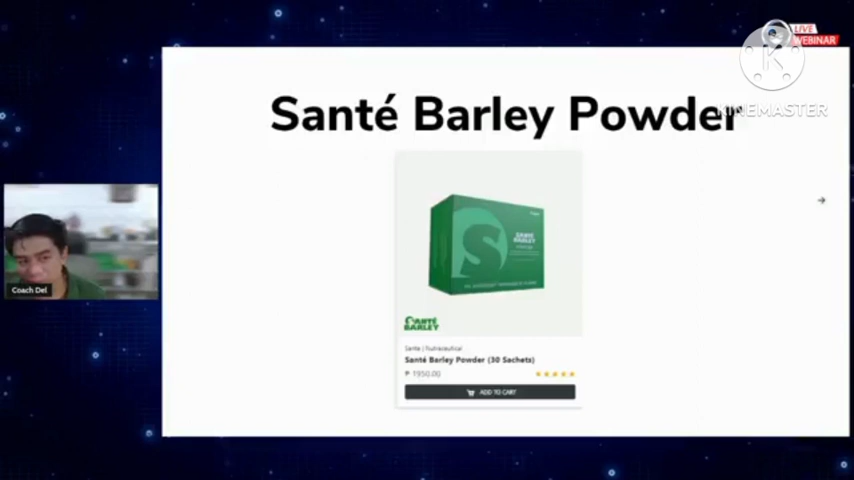 LIVE
WEBINAR
KINEMASTER
Santé Barley Powder
SANTÉ
BARLEY
SANTÉ
BARLEY
Sante | Nutraceutical
Santé Barley Powder (30 Sachets)
₱ 1950.00
ADD TO CART
Coach Del